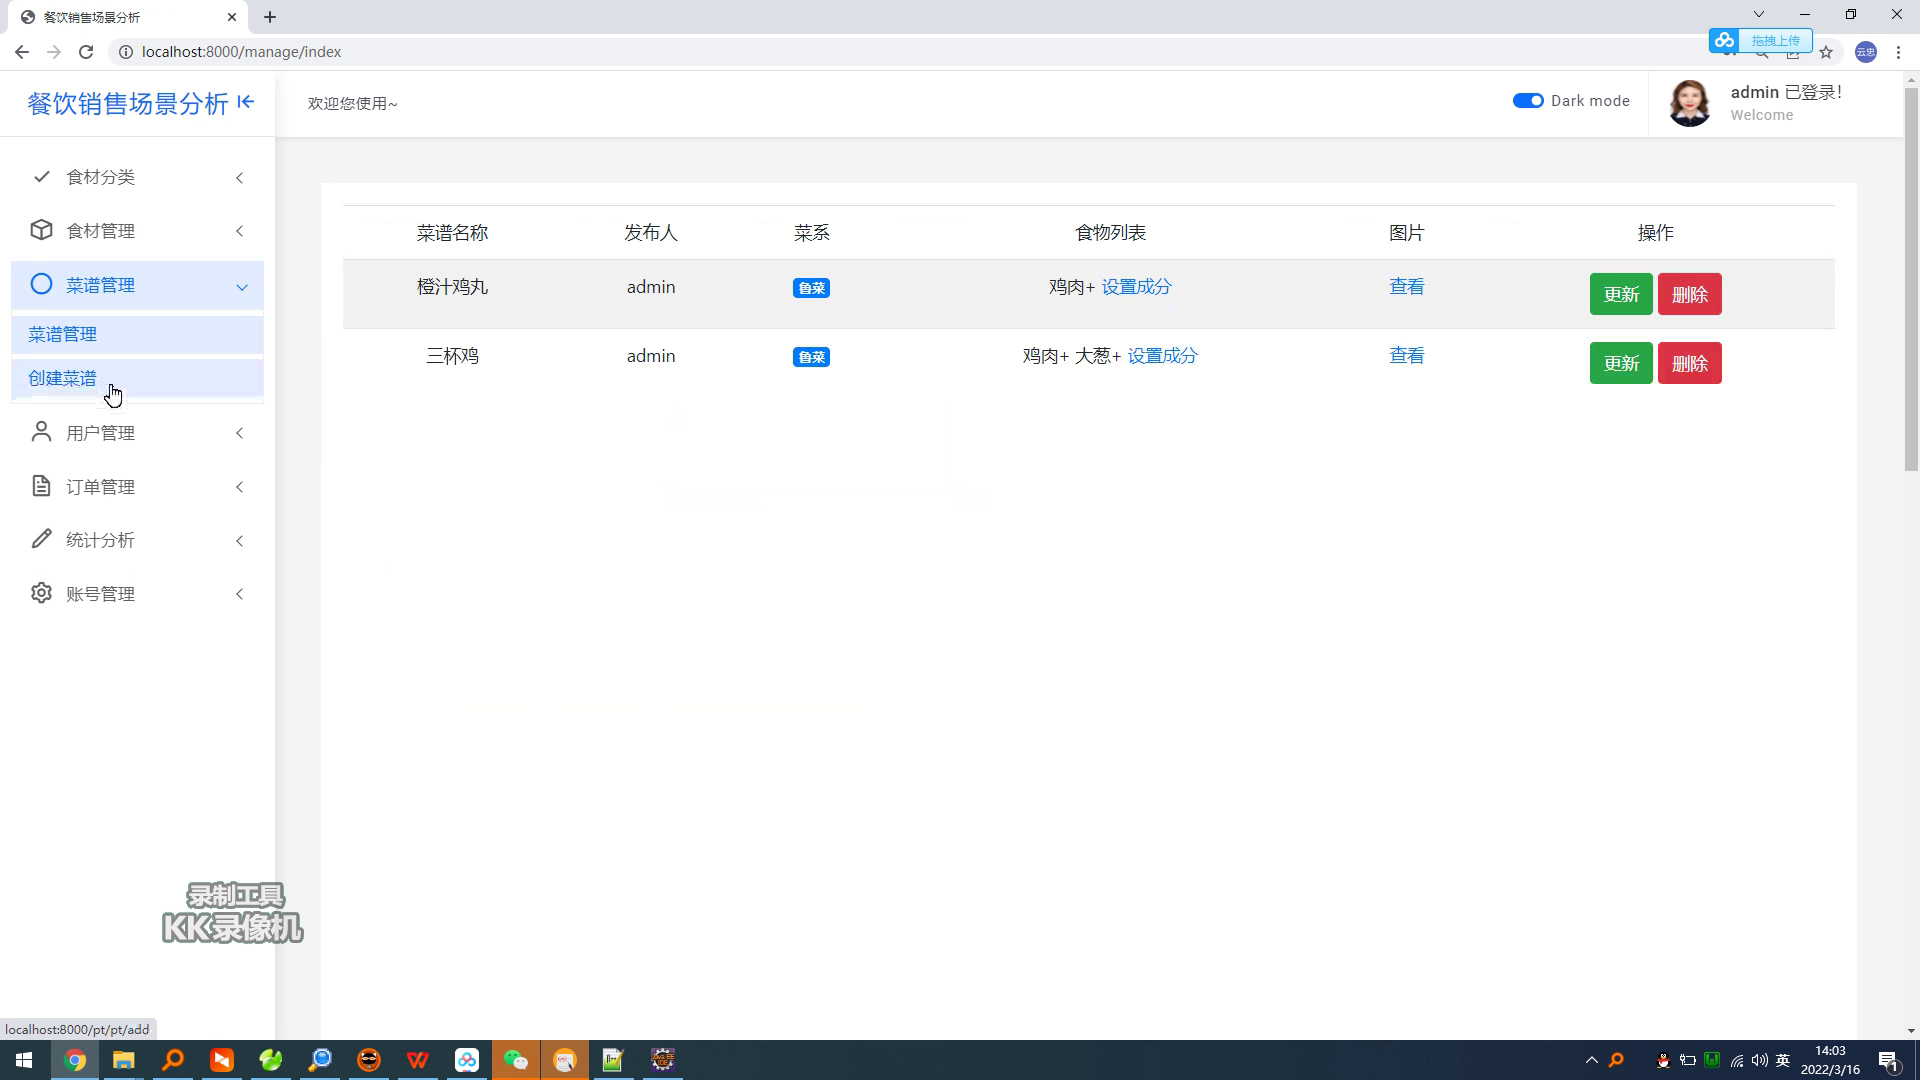 餐饮销售场景分析
localhost:8000/manage/index
拖拽上传
云忠
餐饮销售场景分析
欢迎您使用~
Dark mode
admin 已登录!
Welcome
食材分类
食材管理
菜谱管理
菜谱管理
创建菜谱
用户管理
订单管理
统计分析
账号管理
菜谱名称 发布人 菜系 食物列表 图片 操作
橙汁鸡丸 admin 鲁菜 鸡肉+ 设置成分 查看 更新 删除
三杯鸡 admin 鲁菜 鸡肉+ 大葱+ 设置成分 查看 更新 删除
录制工具
KK录像机
localhost:8000/pt/pt/add
英
14:03
2022/3/16
1